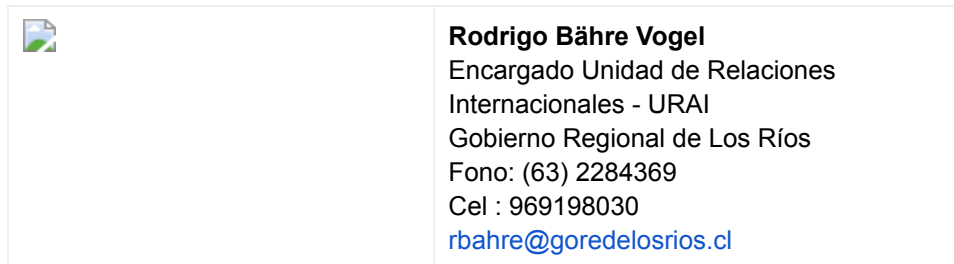 Rodrigo Bähre Vogel
Encargado Unidad de Relaciones
Internacionales - URAI
Gobierno Regional de Los Ríos
Fono: (63) 2284369
Cel : 969198030
rbahre@goredelosrios.cl